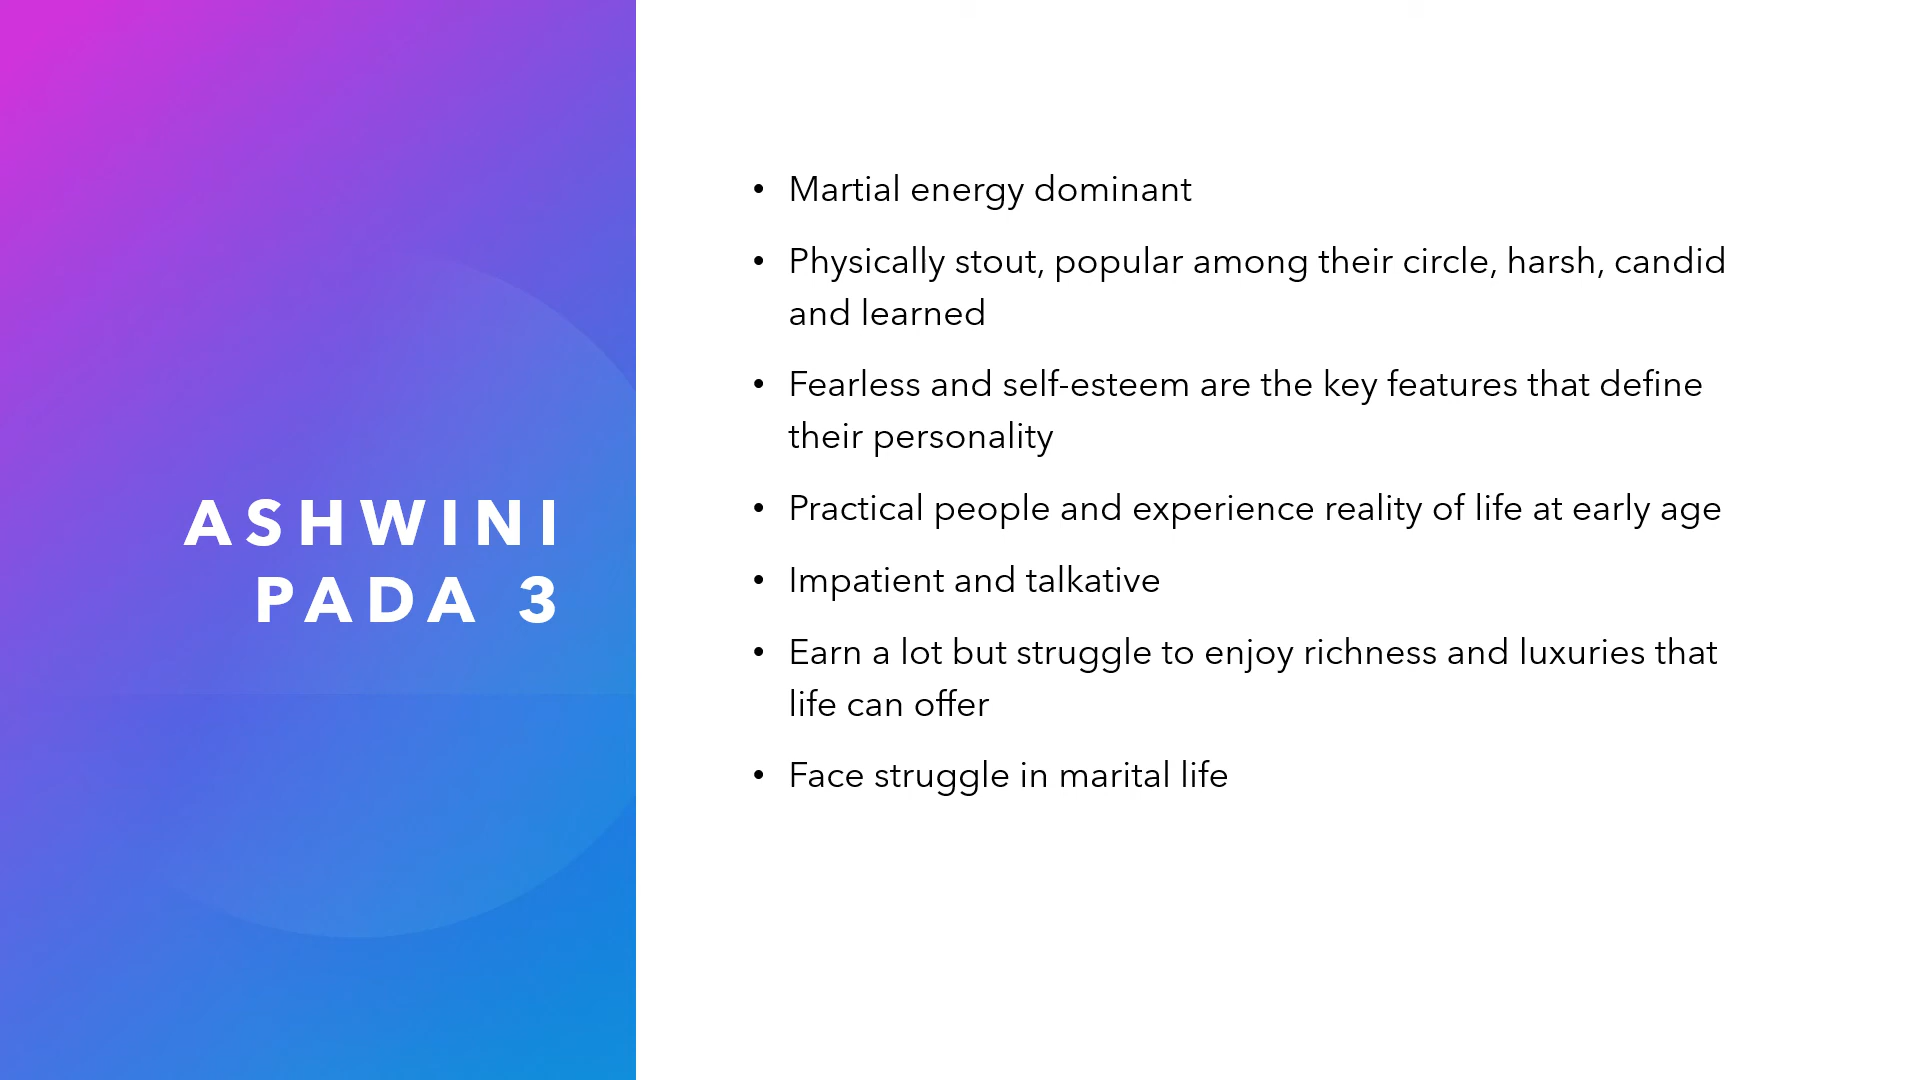 ASHWINI
PADA 3
• Martial energy dominant
• Physically stout, popular among their circle, harsh, candid
and learned
• Fearless and self-esteem are the key features that define
their personality
• Practical people and experience reality of life at early age
• Impatient and talkative
• Earn a lot but struggle to enjoy richness and luxuries that
life can offer
• Face struggle in marital life